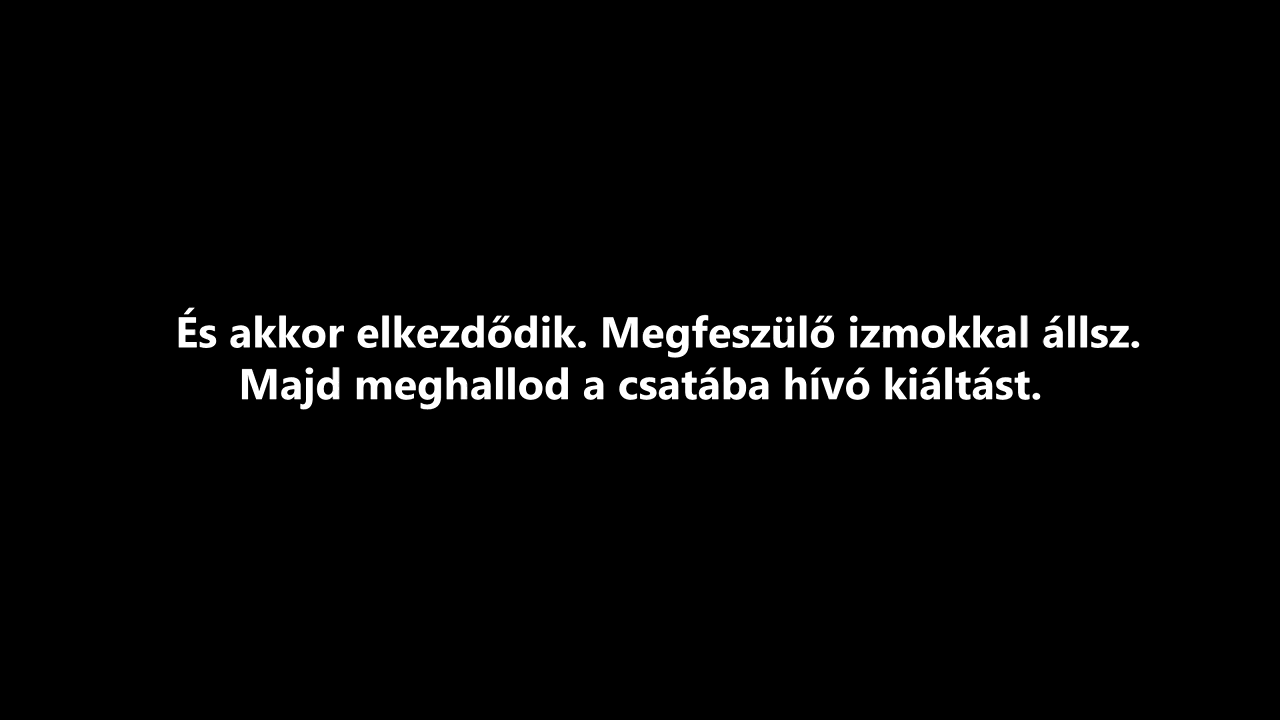 És akkor elkezdődik. Megfeszülő izmokkal állsz.
Majd meghallod a csatába hívó kiáltást.